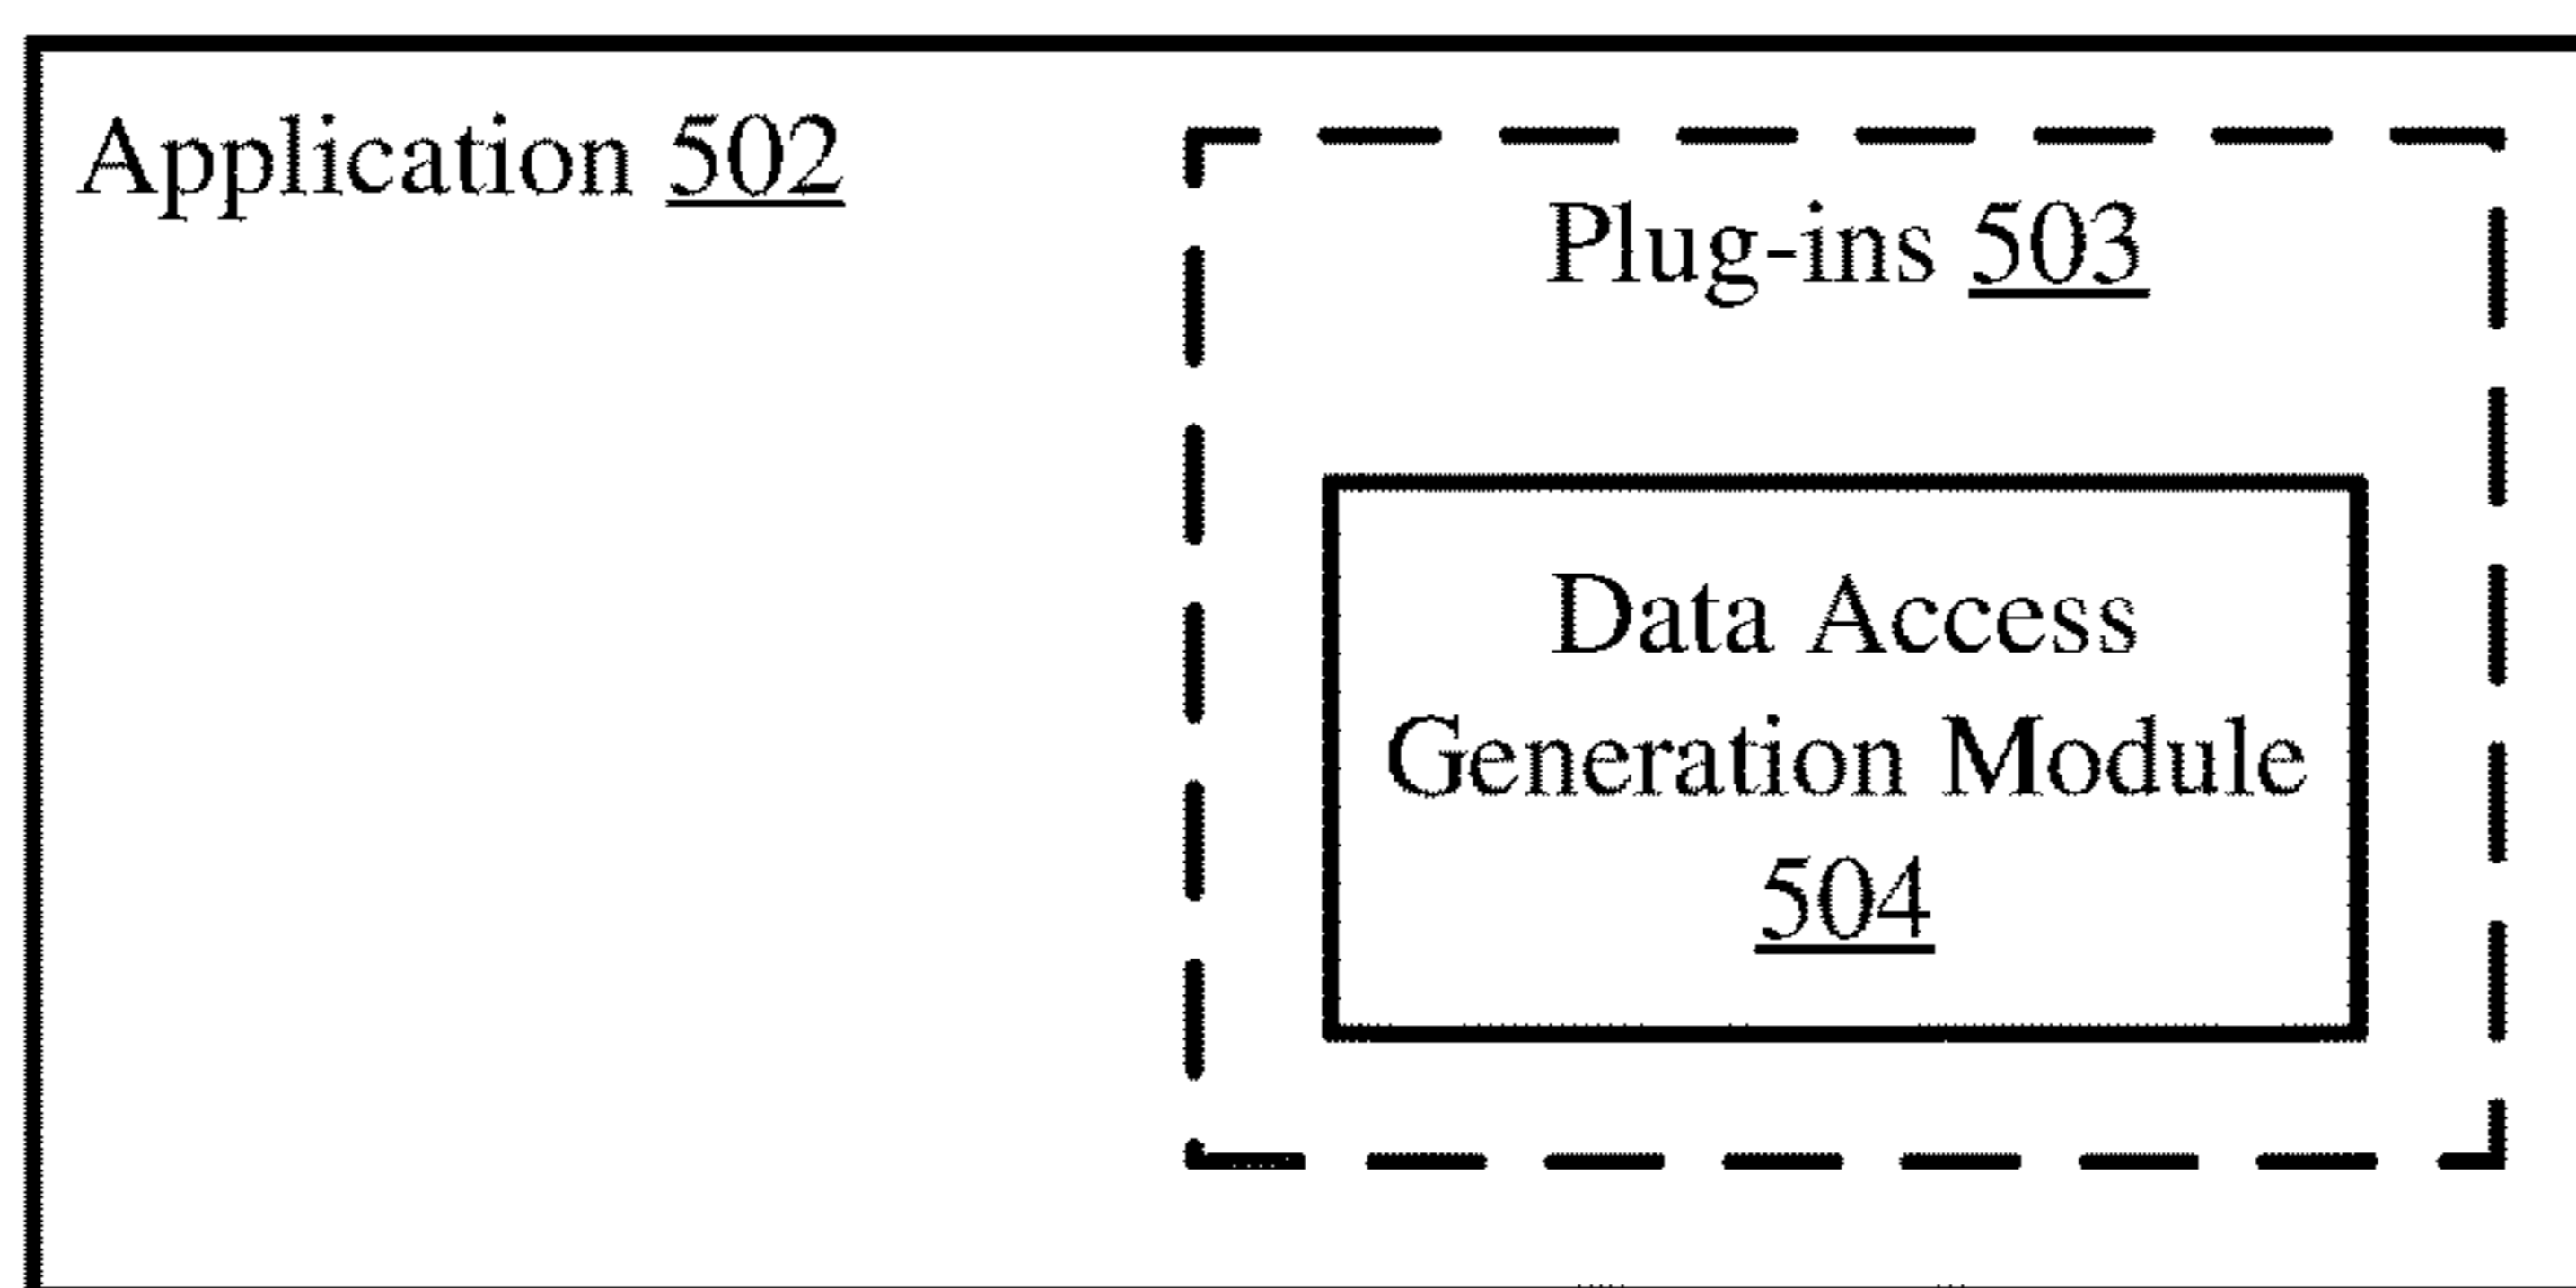 Application 502
Plug-ins 503
Data Access
Generation Module
504